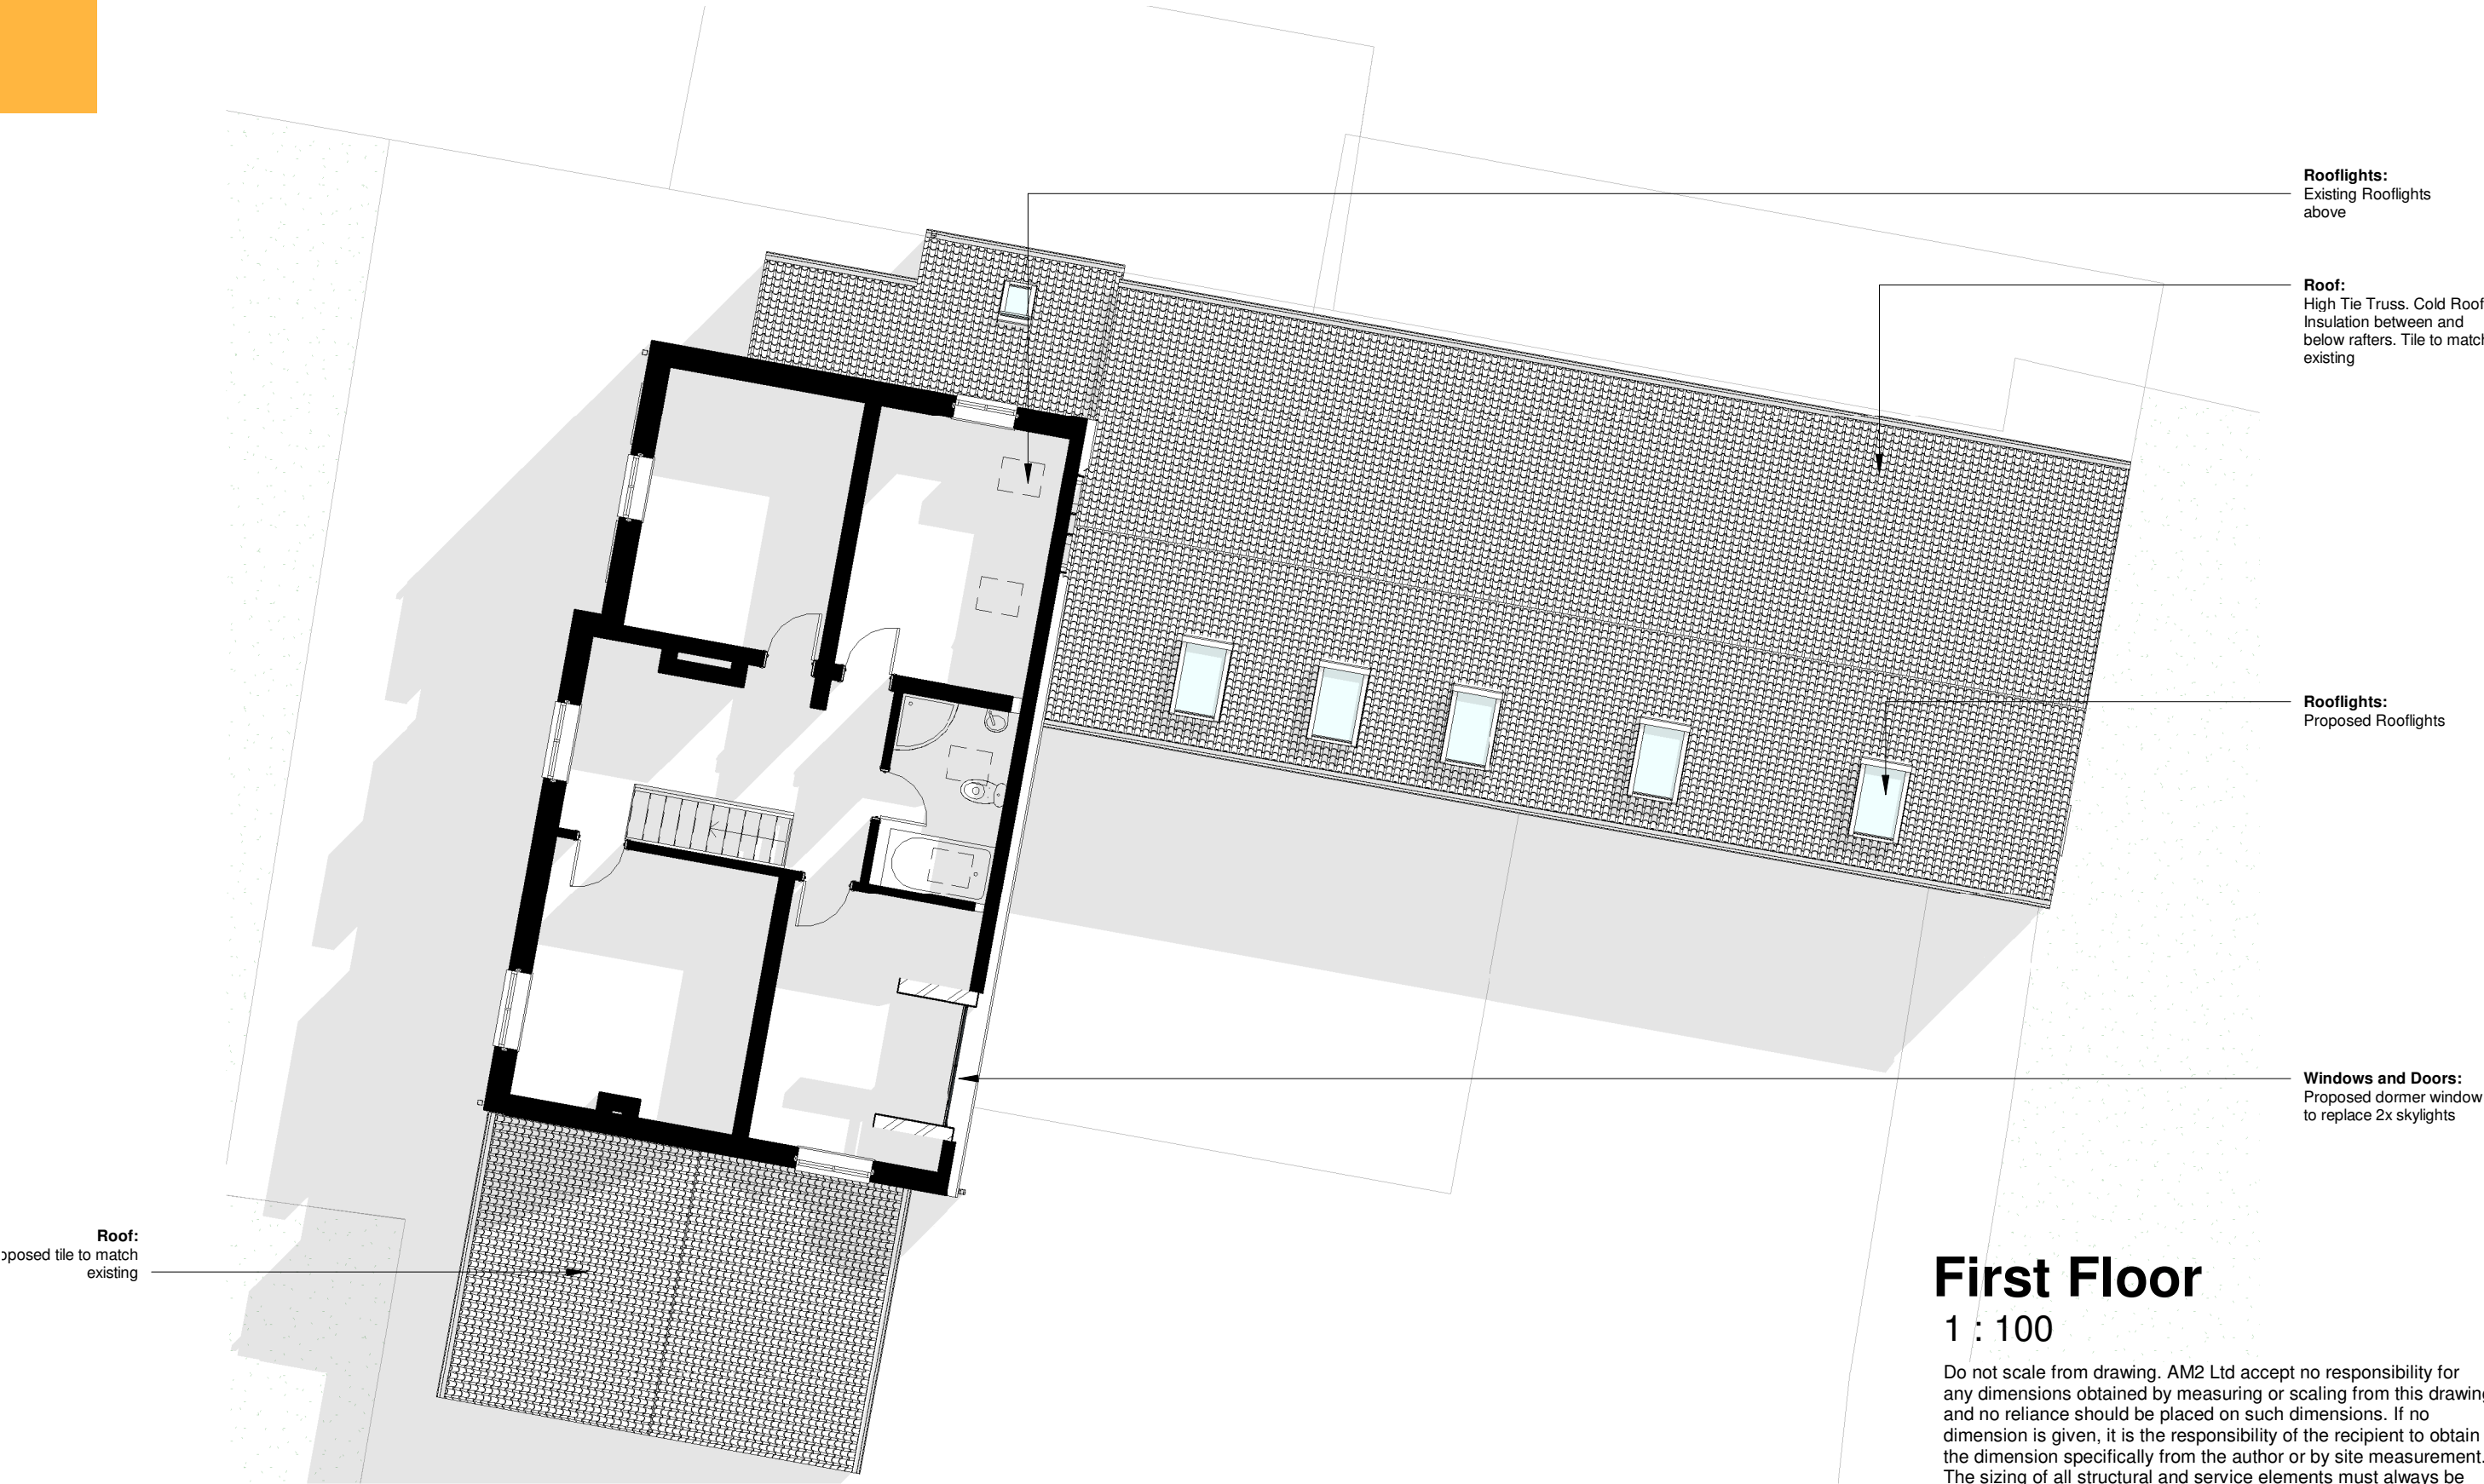 Rooflights:
Existing Rooflights
above
Roof:
High Tie Truss. Cold Roof
Insulation between and
below rafters. Tile to match
existing
Rooflights:
Proposed Rooflights
Windows and Doors:
Proposed dormer window
to replace 2x skylights
Roof:
oposed tile to match
existing
First Floor
1 : 100
Do not scale from drawing. AM2 Ltd accept no responsibility for
any dimensions obtained by measuring or scaling from this drawing
and no reliance should be placed on such dimensions. If no
dimension is given, it is the responsibility of the recipient to obtain
the dimension specifically from the author or by site measurement.
The sizing of all structural and service elements must always be